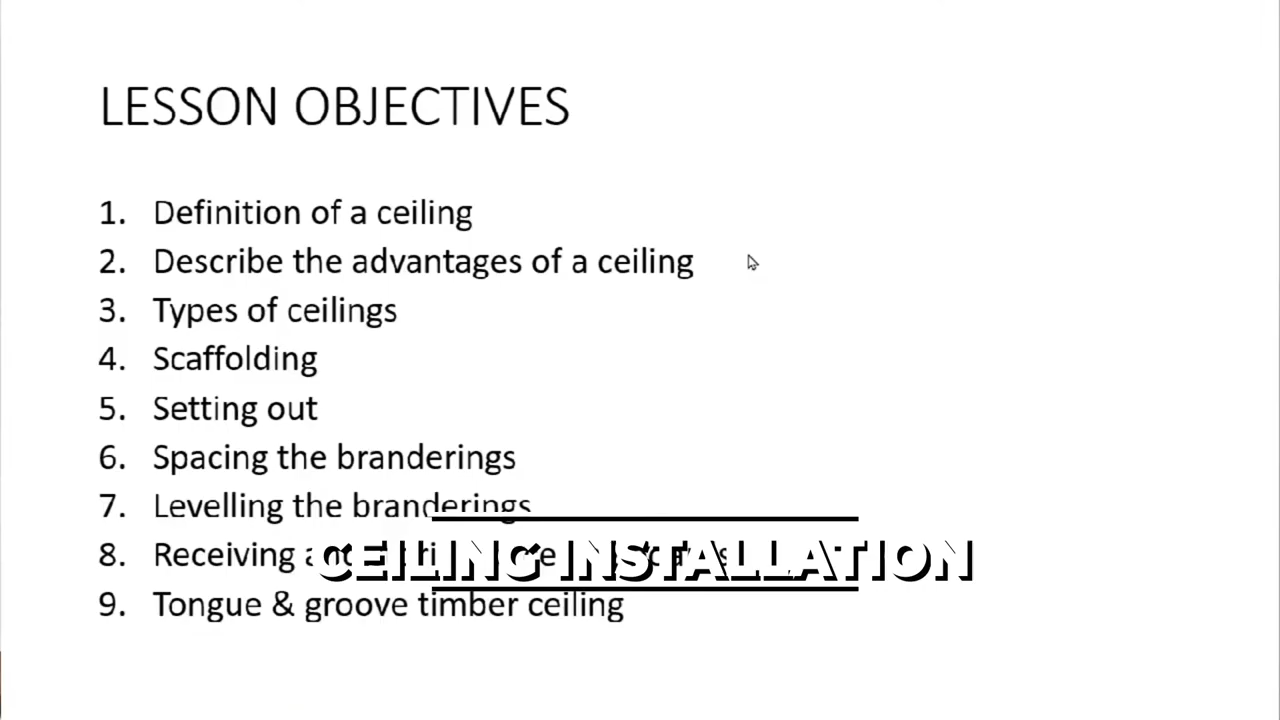 LESSON OBJECTIVES
1. Definition of a ceiling
2. Describe the advantages of a ceiling
3. Types of ceilings
4. Scaffolding
5. Setting out
6. Spacing the branderings
7. Levelling the branderings
8. Receiving
CEILING INSTALLATION
9. Tongue & groove timber ceiling